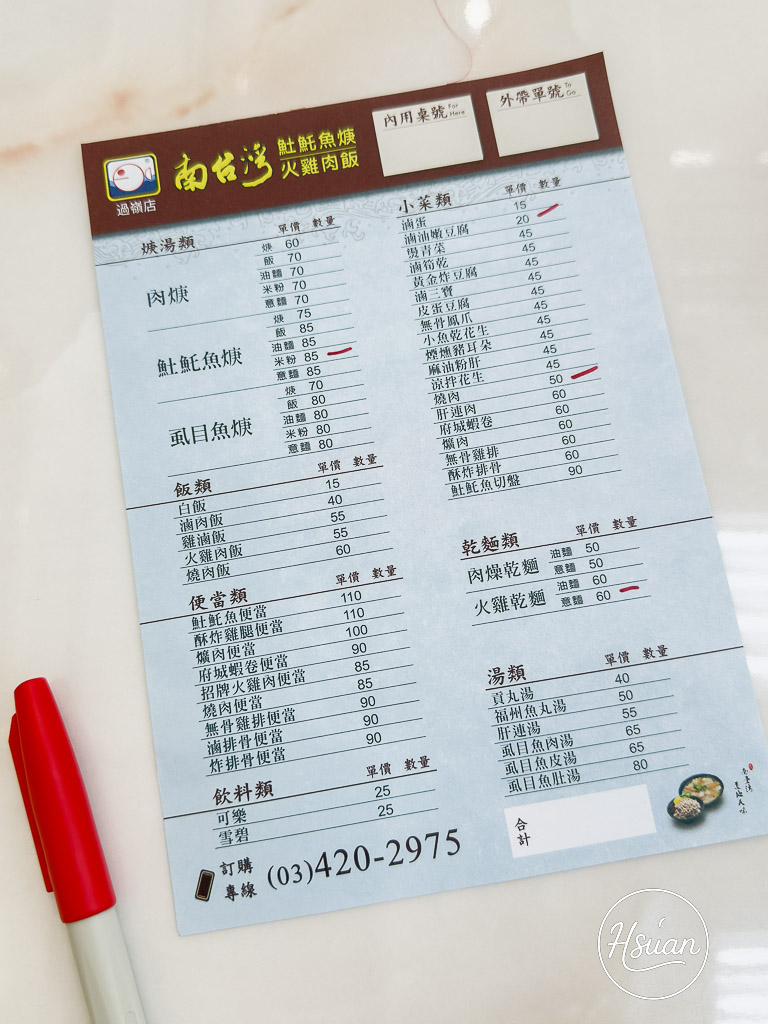 南台灣 𩵚魠魚焿
火雞肉飯
過嶺店
內用桌號 For Here
外帶單號 To Go
焿湯類 單價 數量
肉焿
焿 60
飯 70
油麵 70
米粉 70
意麵 70
𩵚魠魚焿
焿 75
飯 85
油麵 85
米粉 85
意麵 85
虱目魚焿
焿 70
飯 80
油麵 80
米粉 80
意麵 80
飯類 單價 數量
白飯 15
滷肉飯 40
雞滷飯 55
火雞肉飯 55
燒肉飯 60
便當類 單價 數量
𩵚魠魚便當 110
酥炸雞腿便當 110
爌肉便當 100
府城蝦卷便當 90
招牌火雞肉便當 85
燒肉便當 85
無骨雞排便當 90
滷排骨便當 90
炸排骨便當 90
飲料類 單價 數量
可樂 25
雪碧 25
訂購專線 (03)420-2975
小菜類 單價 數量
滷蛋 15
滷油嫩豆腐 20
燙青菜 45
滷筍乾 45
黃金炸豆腐 45
滷三寶 45
皮蛋豆腐 45
無骨鳳爪 45
小魚乾花生 45
煙燻豬耳朵 45
麻油粉肝 45
涼拌花生 45
燒肉 50
肝連肉 60
府城蝦卷 60
爌肉 60
無骨雞排 60
酥炸排骨 60
𩵚魠魚切盤 90
乾麵類 單價 數量
肉燥乾麵
油麵 50
意麵 50
火雞乾麵
油麵 60
意麵 60
湯類 單價 數量
貢丸湯 40
福州魚丸湯 50
肝連湯 55
虱目魚肉湯 65
虱目魚皮湯 65
虱目魚肚湯 80
合計
Hsuan